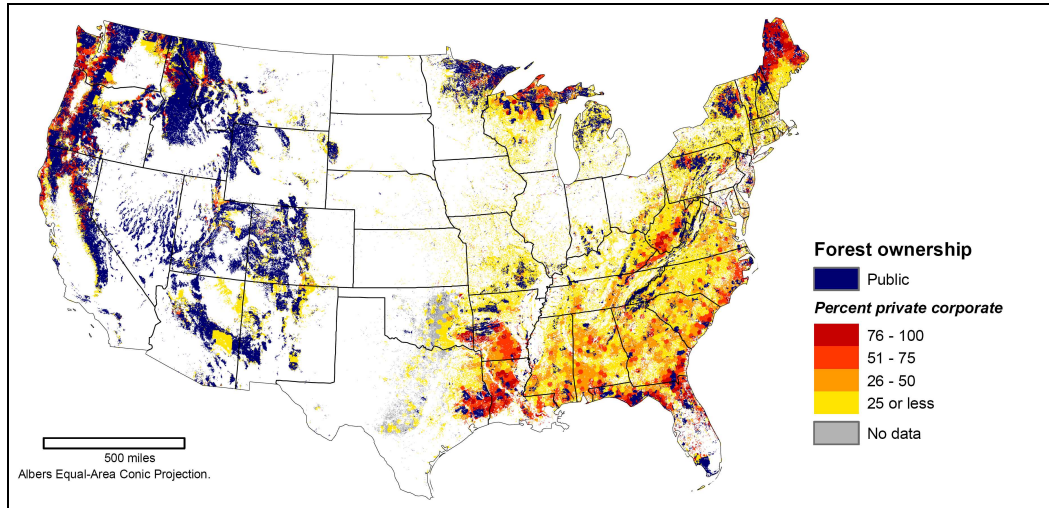 Forest ownership
Public
Percent private corporate
76 - 100
51 - 75
26 - 50
25 or less
No data
500 miles
Albers Equal-Area Conic Projection.